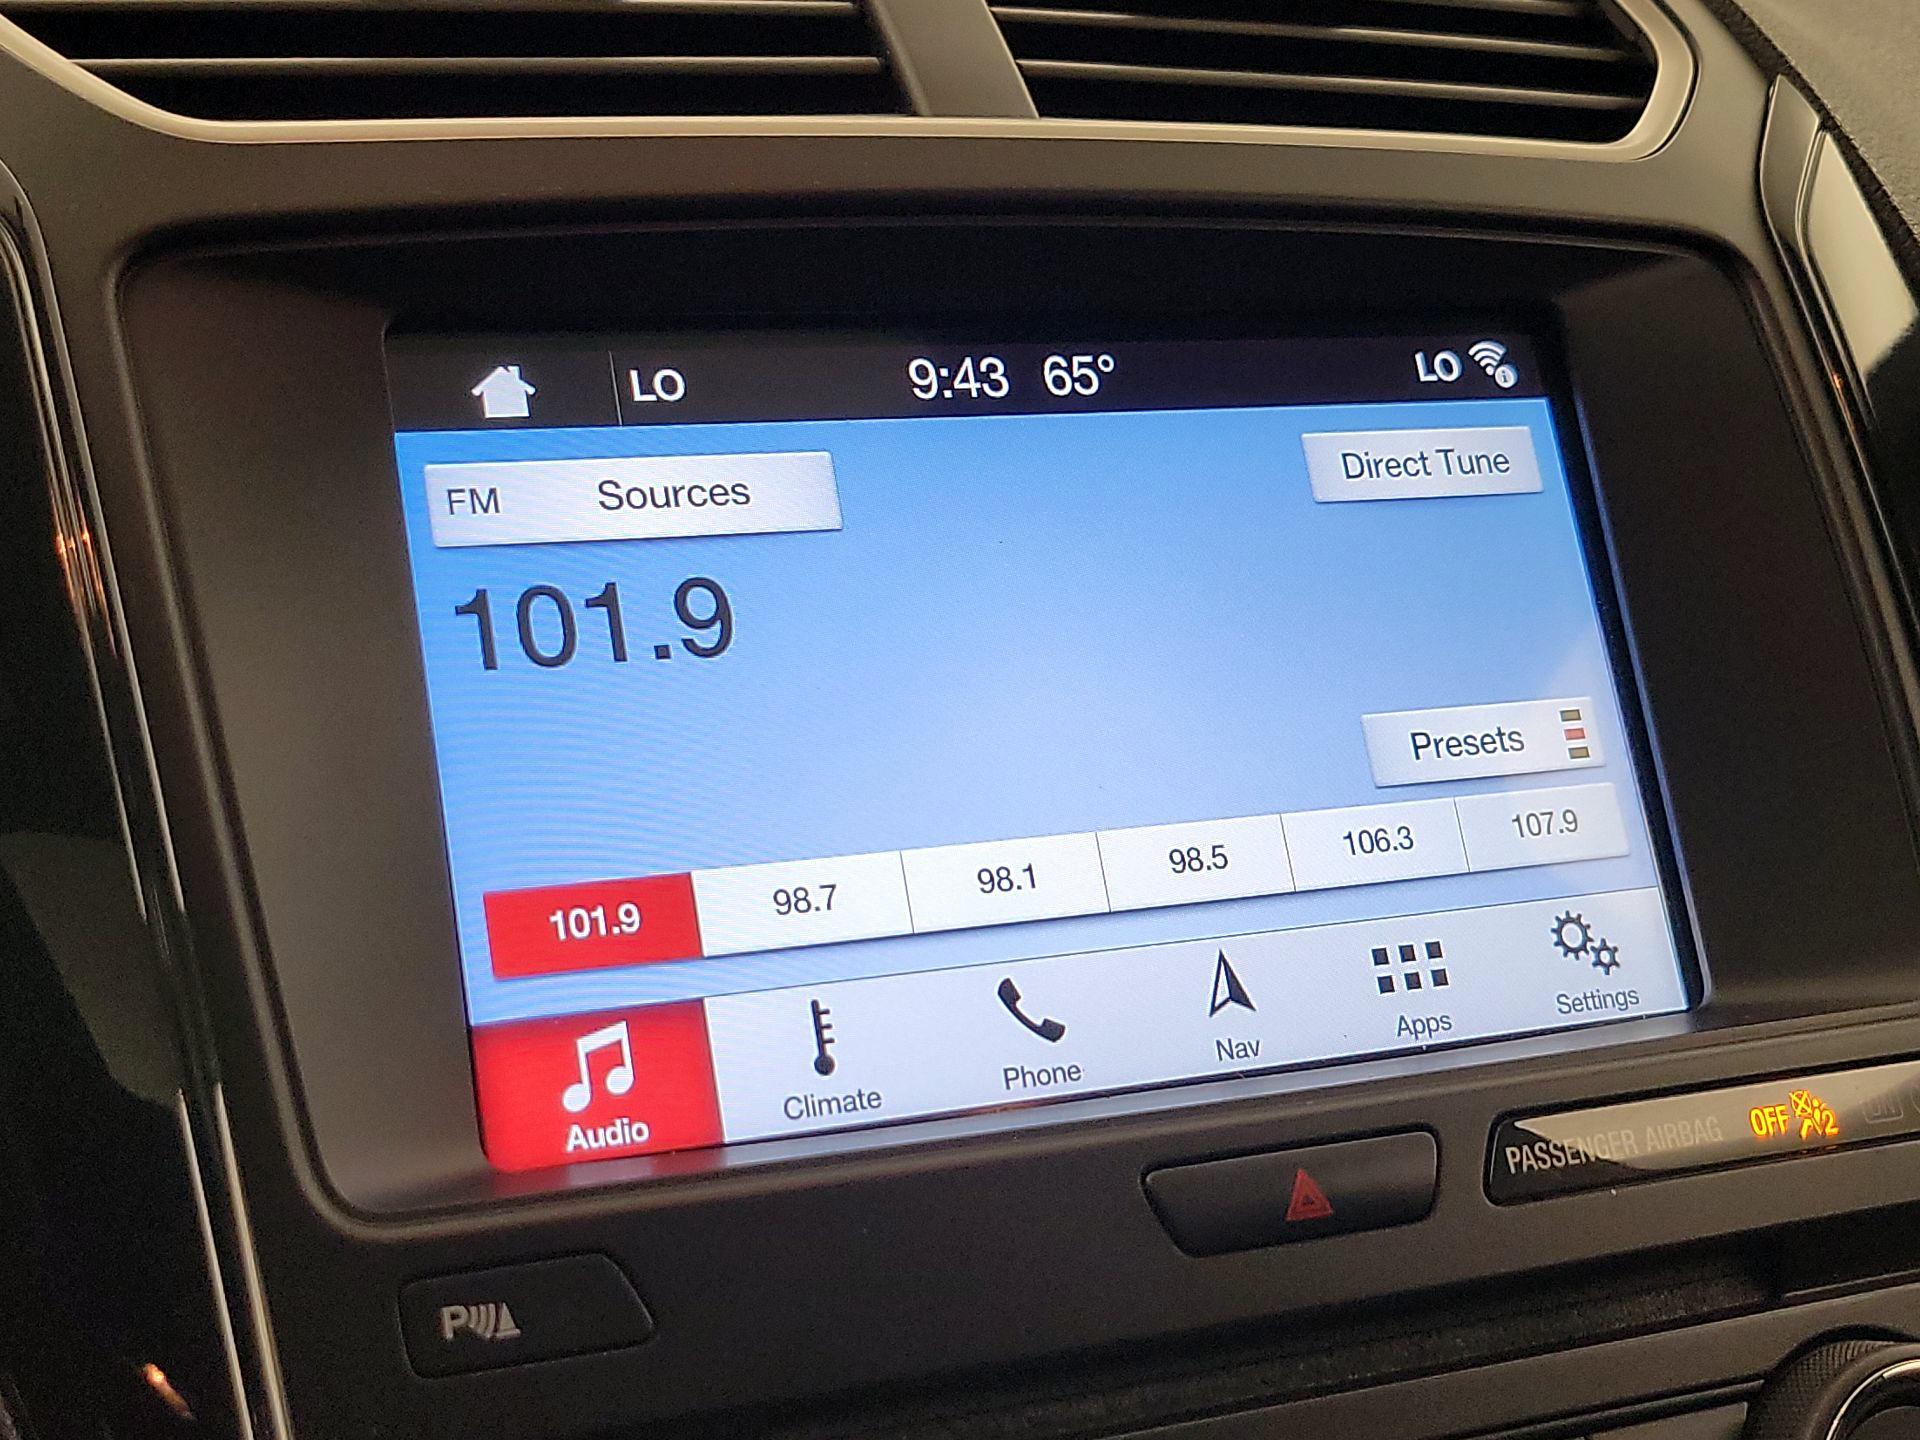 LO 9:43 65° LO
FM Sources
Direct Tune
101.9
Presets
101.9 98.7 98.1 98.5 106.3 107.9
Audio Climate Phone Nav Apps Settings
PASSENGER AIRBAG OFF 2
P